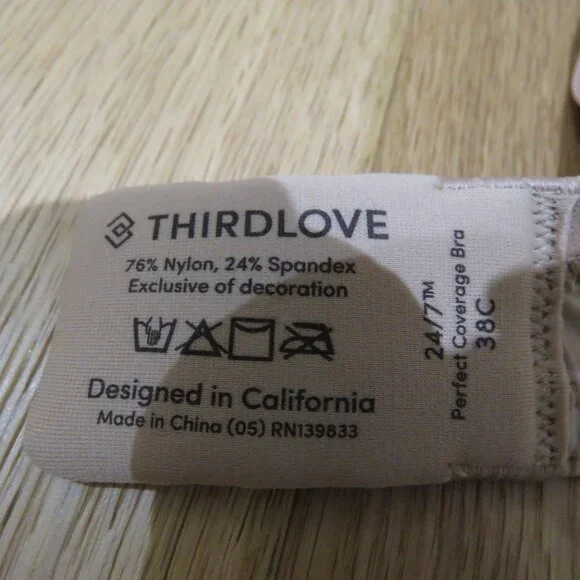 THIRDLOVE
76% Nylon, 24% Spandex
Exclusive of decoration
Designed in California
Made in China (05) RN139833
24/7™
Perfect Coverage Bra
38C